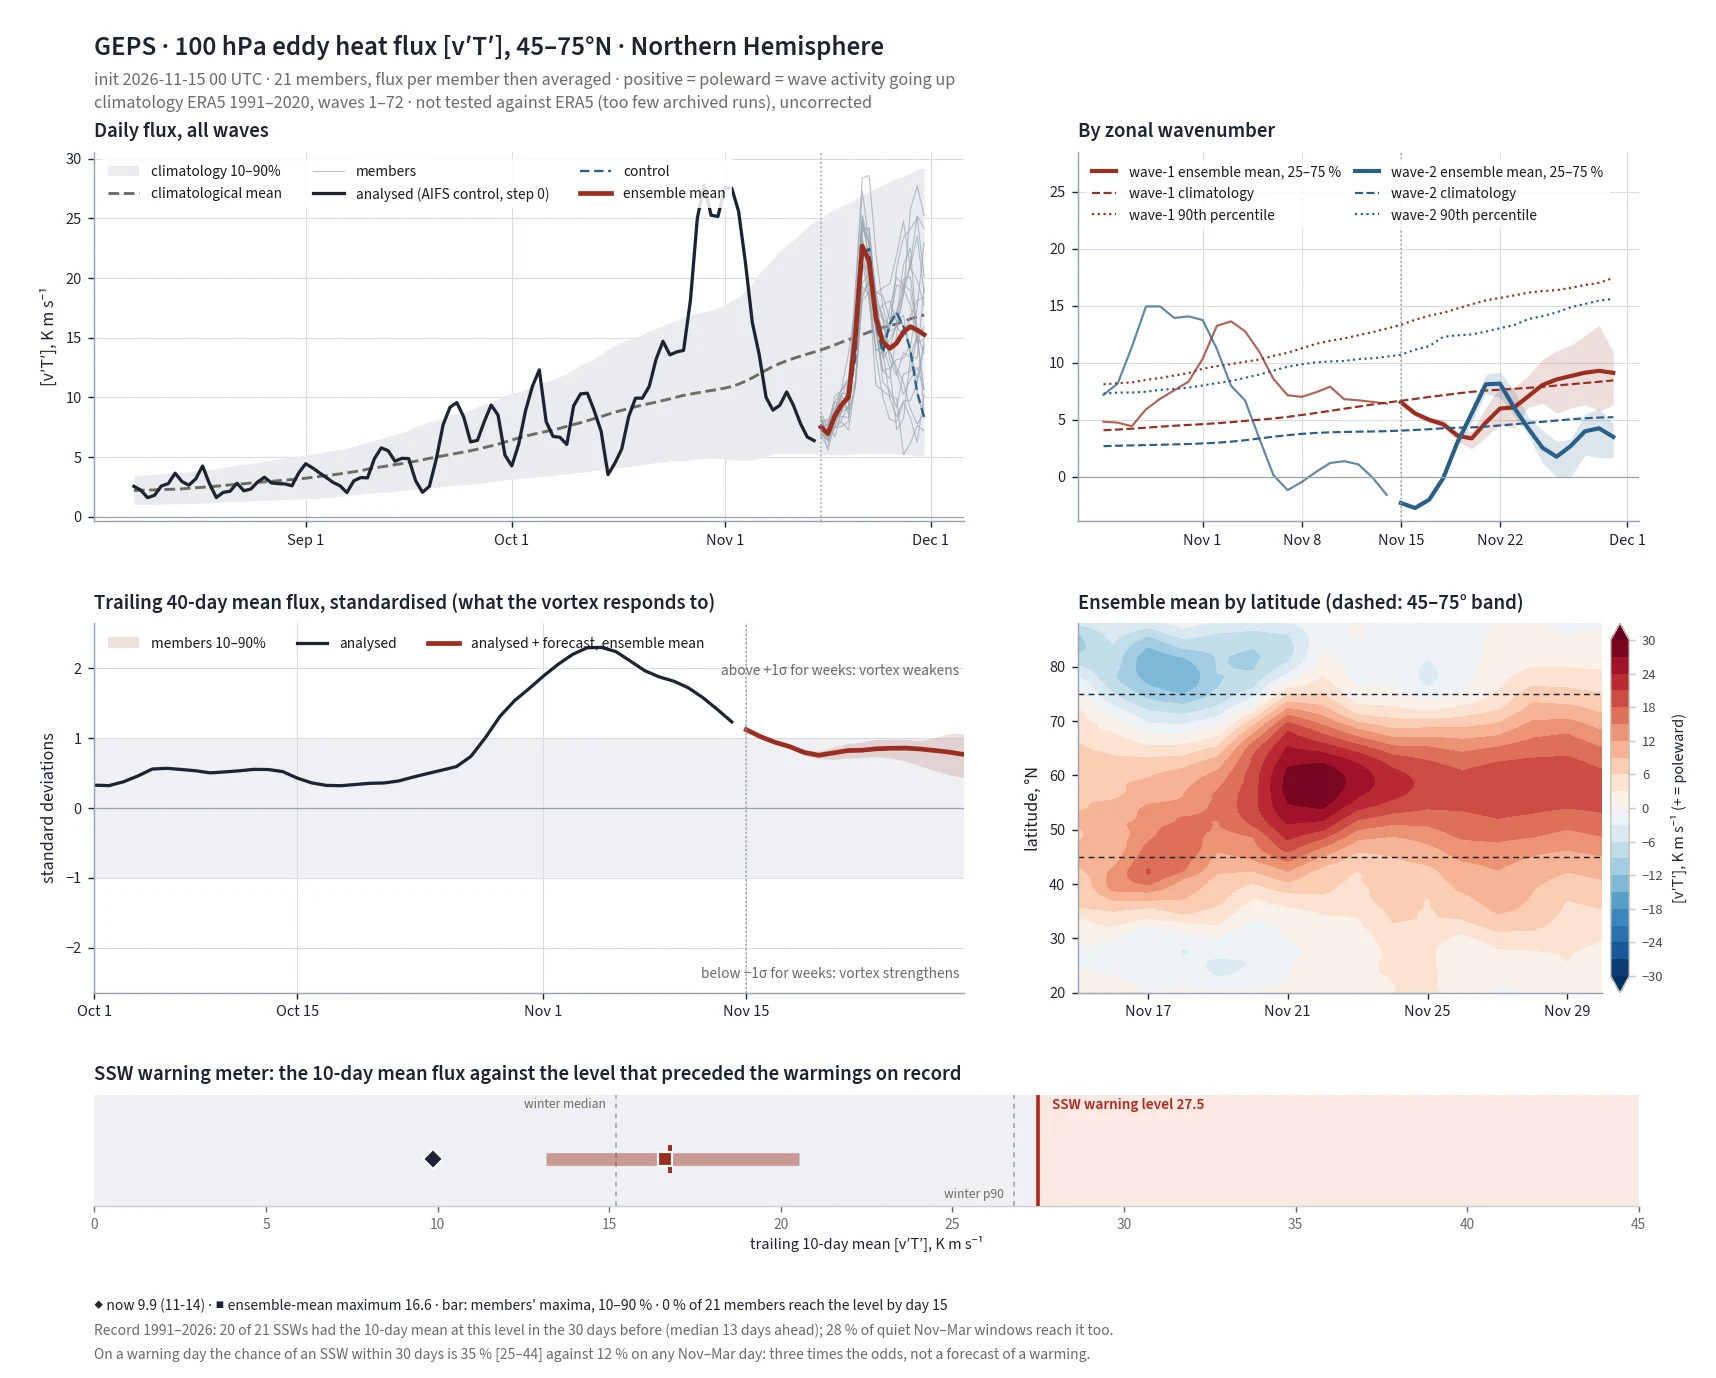 GEPS · 100 hPa eddy heat flux [v′T′], 45–75°N · Northern Hemisphere
init 2026-11-15 00 UTC · 21 members, flux per member then averaged · positive = poleward = wave activity going up
climatology ERA5 1991–2020, waves 1–72 · not tested against ERA5 (too few archived runs), uncorrected
Daily flux, all waves
climatology 10–90%
members
control
climatological mean
analysed (AIFS control, step 0)
ensemble mean
[v′T′], K m s⁻¹
30
25
20
15
10
5
0
Sep 1
Oct 1
Nov 1
Dec 1
By zonal wavenumber
wave-1 ensemble mean, 25–75 %
wave-2 ensemble mean, 25–75 %
wave-1 climatology
wave-2 climatology
wave-1 90th percentile
wave-2 90th percentile
25
20
15
10
5
0
Nov 1
Nov 8
Nov 15
Nov 22
Dec 1
Trailing 40-day mean flux, standardised (what the vortex responds to)
members 10–90%
analysed
analysed + forecast, ensemble mean
above +1σ for weeks: vortex weakens
below −1σ for weeks: vortex strengthens
standard deviations
2
1
0
−1
−2
Oct 1
Oct 15
Nov 1
Nov 15
Ensemble mean by latitude (dashed: 45–75° band)
latitude, °N
80
70
60
50
40
30
20
Nov 17
Nov 21
Nov 25
Nov 29
30
24
18
12
6
0
−6
−12
−18
−24
−30
[v′T′], K m s⁻¹ (+ = poleward)
SSW warning meter: the 10-day mean flux against the level that preceded the warmings on record
winter median
SSW warning level 27.5
winter p90
0
5
10
15
20
25
30
35
40
45
trailing 10-day mean [v′T′], K m s⁻¹
◆ now 9.9 (11-14) · ■ ensemble-mean maximum 16.6 · bar: members' maxima, 10–90 % · 0 % of 21 members reach the level by day 15
Record 1991–2026: 20 of 21 SSWs had the 10-day mean at this level in the 30 days before (median 13 days ahead); 28 % of quiet Nov–Mar windows reach it too.
On a warning day the chance of an SSW within 30 days is 35 % [25–44] against 12 % on any Nov–Mar day: three times the odds, not a forecast of a warming.